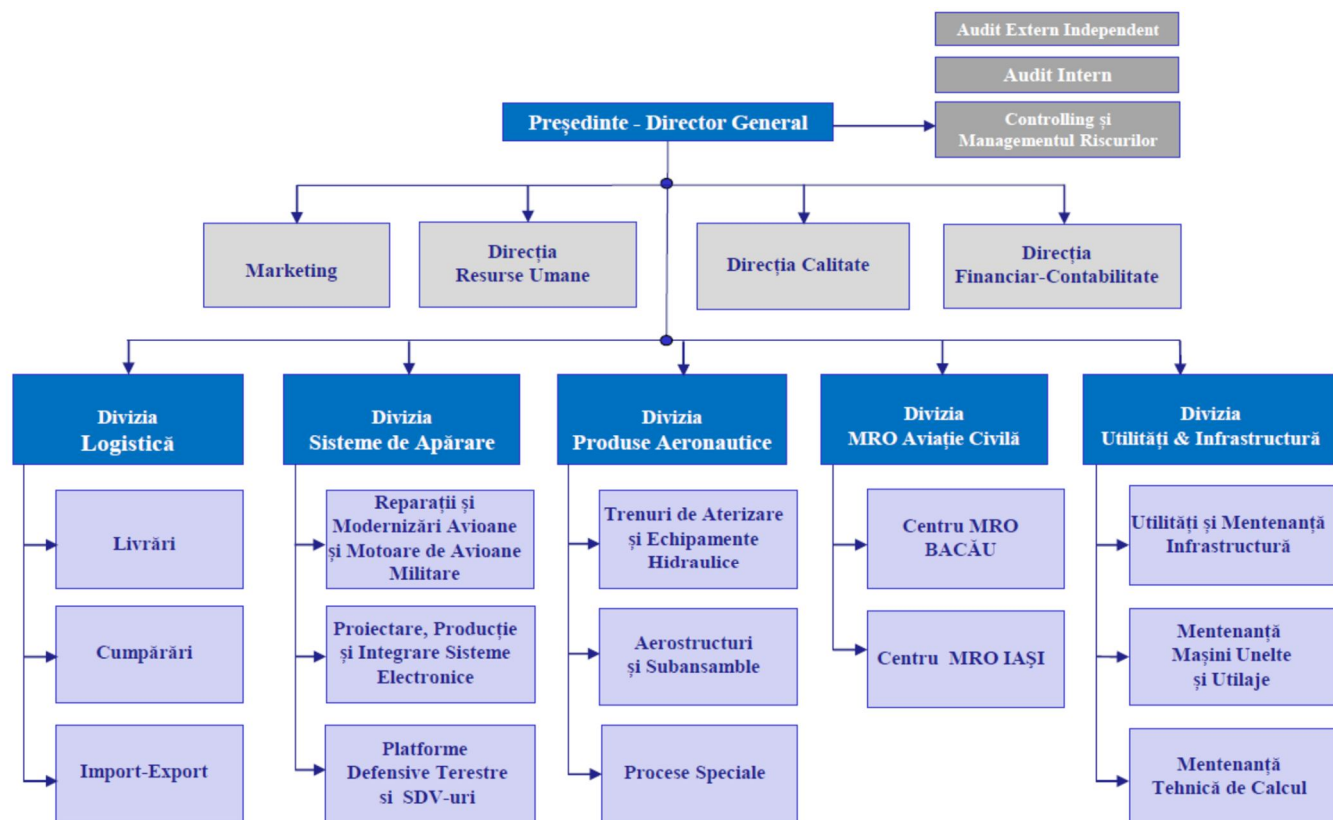 Audit Extern Independent
Audit Intern
Controlling și
Managementul Riscurilor
Președinte - Director General
Marketing
Direcția
Resurse Umane
Direcția Calitate
Direcția
Financiar-Contabilitate
Divizia
Logistică
Livrări
Cumpărări
Import-Export
Divizia
Sisteme de Apărare
Reparații și
Modernizări Avioane
și Motoare de Avioane
Militare
Proiectare, Producție
și Integrare Sisteme
Electronice
Platforme
Defensive Terestre
si SDV-uri
Divizia
Produse Aeronautice
Trenuri de Aterizare
și Echipamente
Hidraulice
Aerostructuri
și Subansamble
Procese Speciale
Divizia
MRO Aviație Civilă
Centru MRO
BACĂU
Centru MRO IAȘI
Divizia
Utilități & Infrastructură
Utilități și Mentenanță
Infrastructură
Mentenanță
Mașini Unelte
și Utilaje
Mentenanță
Tehnică de Calcul